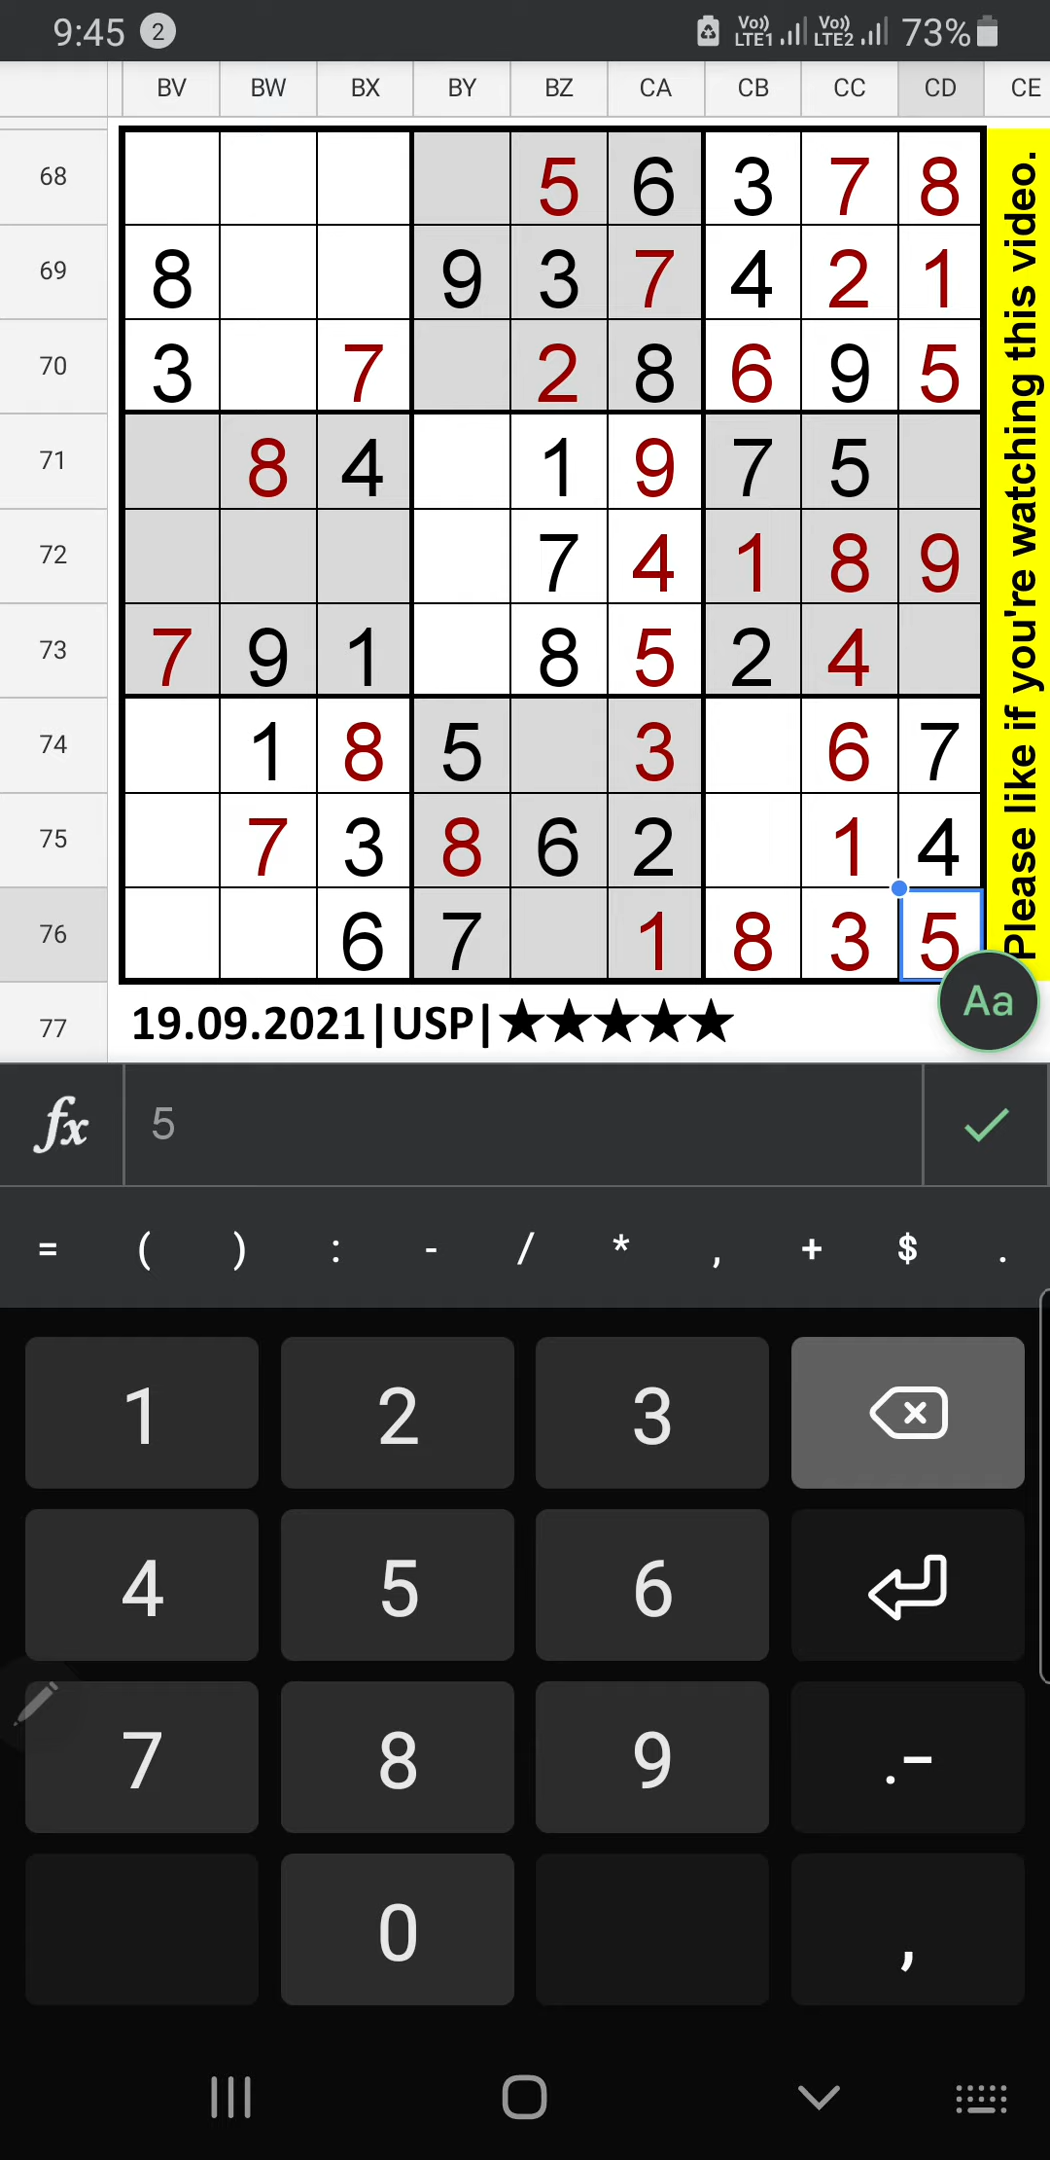 9:45 2 Vo)) LTE1 Vo)) LTE2 73%
BV BW BX BY BZ CA CB CC CD CE
68 5 6 3 7 8
69 8 9 3 7 4 2 1
70 3 7 2 8 6 9 5
71 8 4 1 9 7 5
72 7 4 1 8 9
73 7 9 1 8 5 2 4
74 1 8 5 3 6 7
75 7 3 8 6 2 1 4
76 6 7 1 8 3 5
Please like if you're watching this video.
77 19.09.2021|USP|★★★★★
Aa
fx 5
= ( ) : - / * , + $ .
1 2 3
4 5 6
7 8 9 .-
0 ,